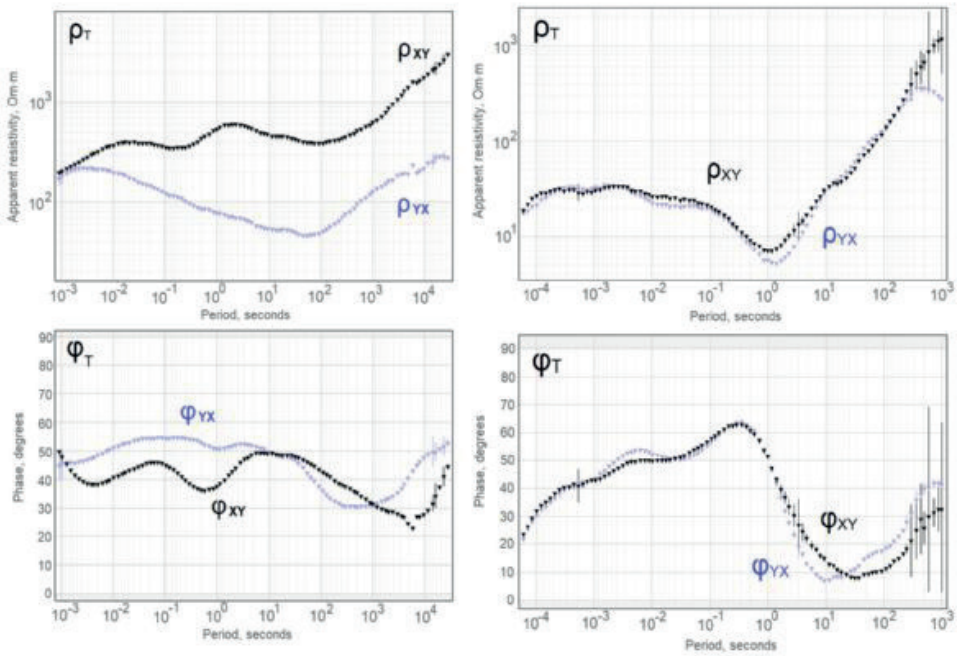 ρT
ρXY
ρYX
Apparent resistivity, Om·m
10³
10²
10⁻³ 10⁻² 10⁻¹ 10⁰ 10¹ 10² 10³ 10⁴
Period, seconds
ρT
ρXY
ρYX
Apparent resistivity, Om·m
10³
10²
10¹
10⁻⁴ 10⁻³ 10⁻² 10⁻¹ 10⁰ 10¹ 10² 10³
Period, seconds
φT
φYX
φXY
Phase, degrees
90
80
70
60
50
40
30
20
10
0
10⁻³ 10⁻² 10⁻¹ 10⁰ 10¹ 10² 10³ 10⁴
Period, seconds
φT
φXY
φYX
Phase, degrees
90
80
70
60
50
40
30
20
10
0
10⁻⁴ 10⁻³ 10⁻² 10⁻¹ 10⁰ 10¹ 10² 10³
Period, seconds